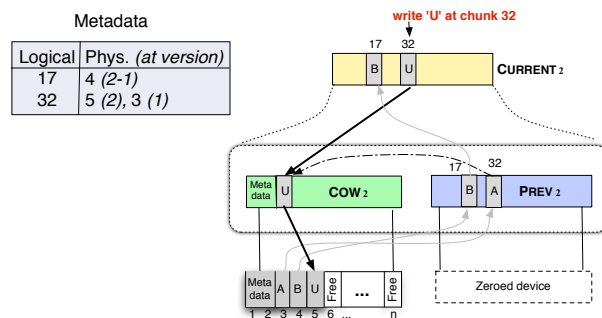 Metadata
write 'U' at chunk 32
Logical Phys. (at version)
17 4 (2-1)
32 5 (2), 3 (1)
17 32
B U CURRENT 2
17 32
Meta data U COW 2
B A PREV 2
Meta data A B U Free ... Free
1 2 3 4 5 6 ... n
Zeroed device